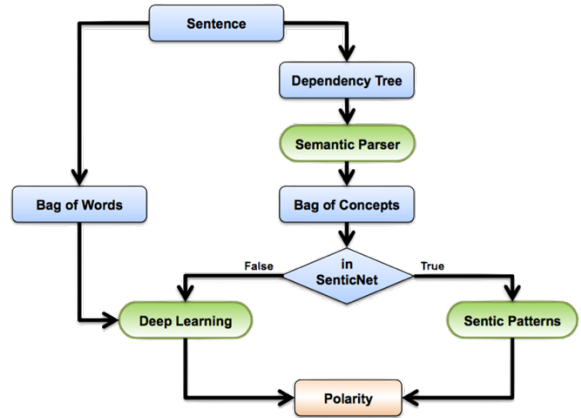 Sentence
Dependency Tree
Semantic Parser
Bag of Words
Bag of Concepts
False
in
SenticNet
True
Deep Learning
Sentic Patterns
Polarity